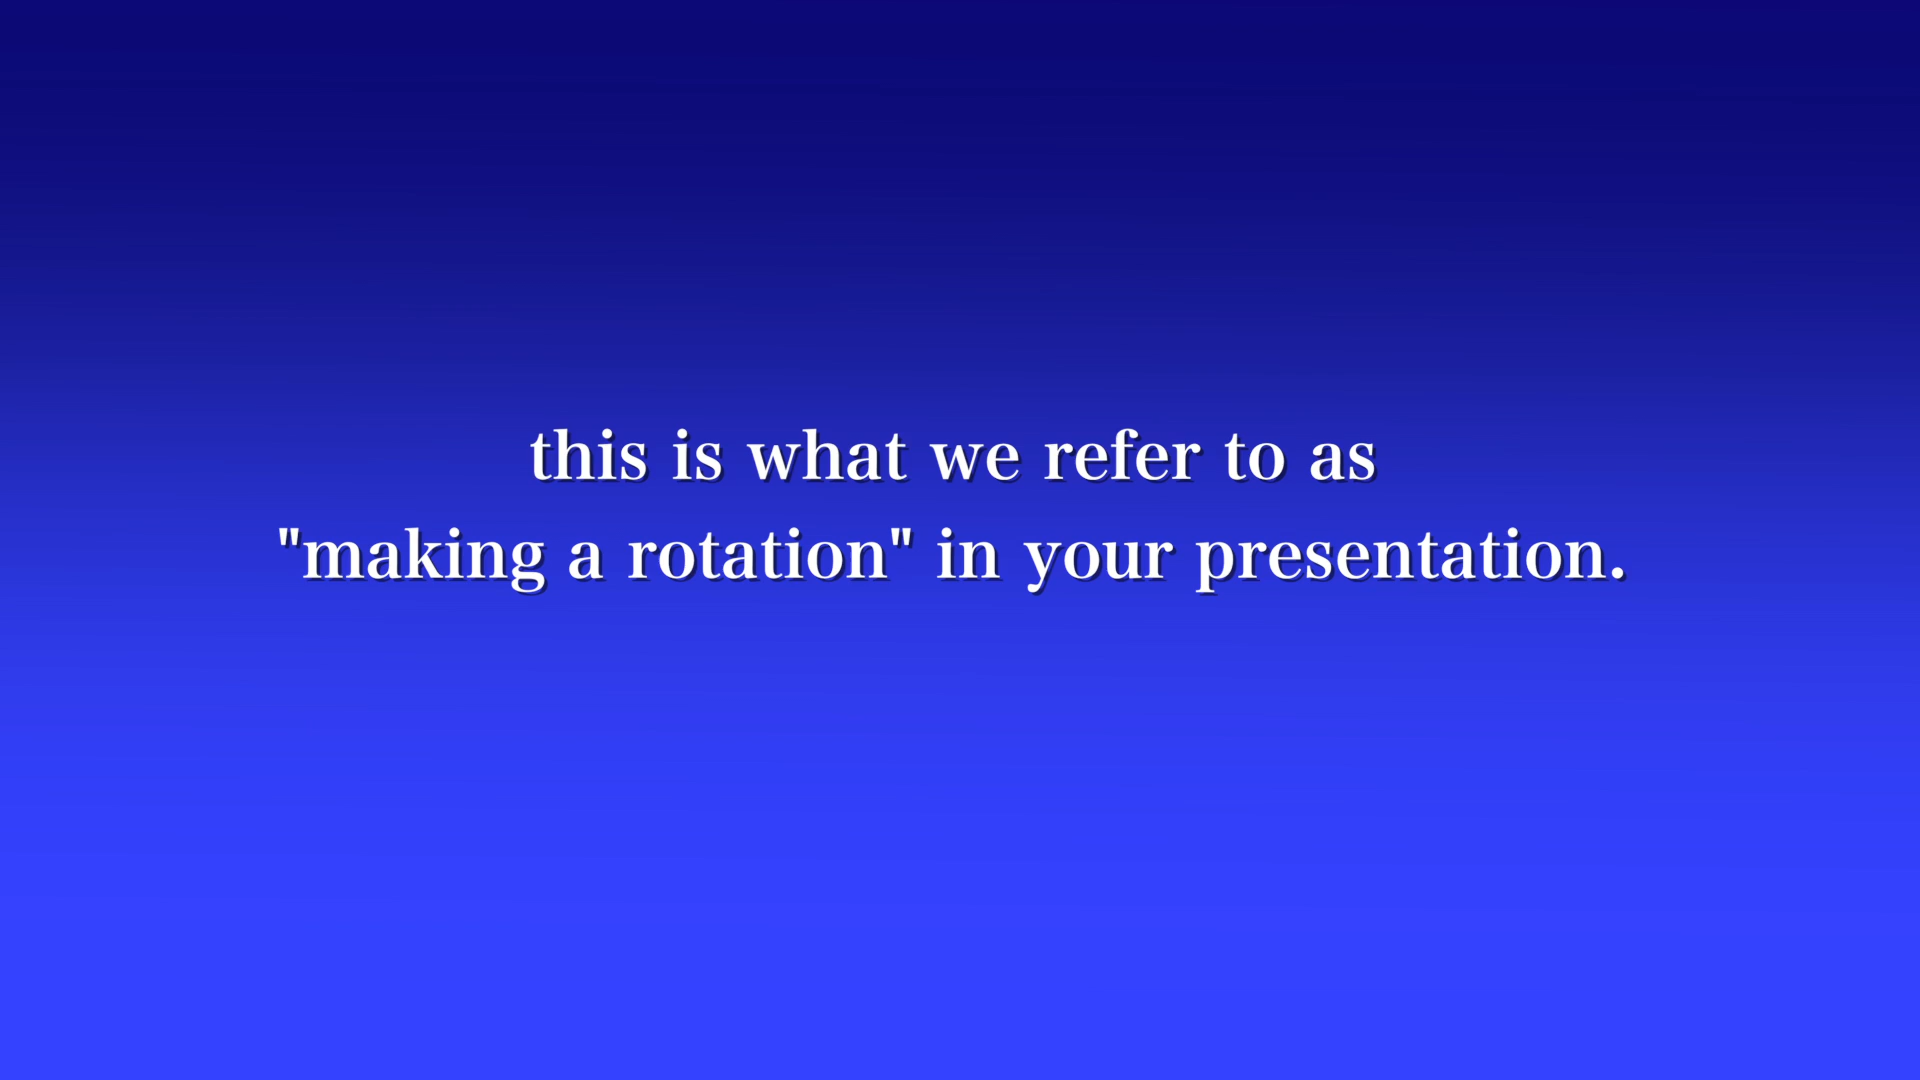 this is what we refer to as
"making a rotation" in your presentation.